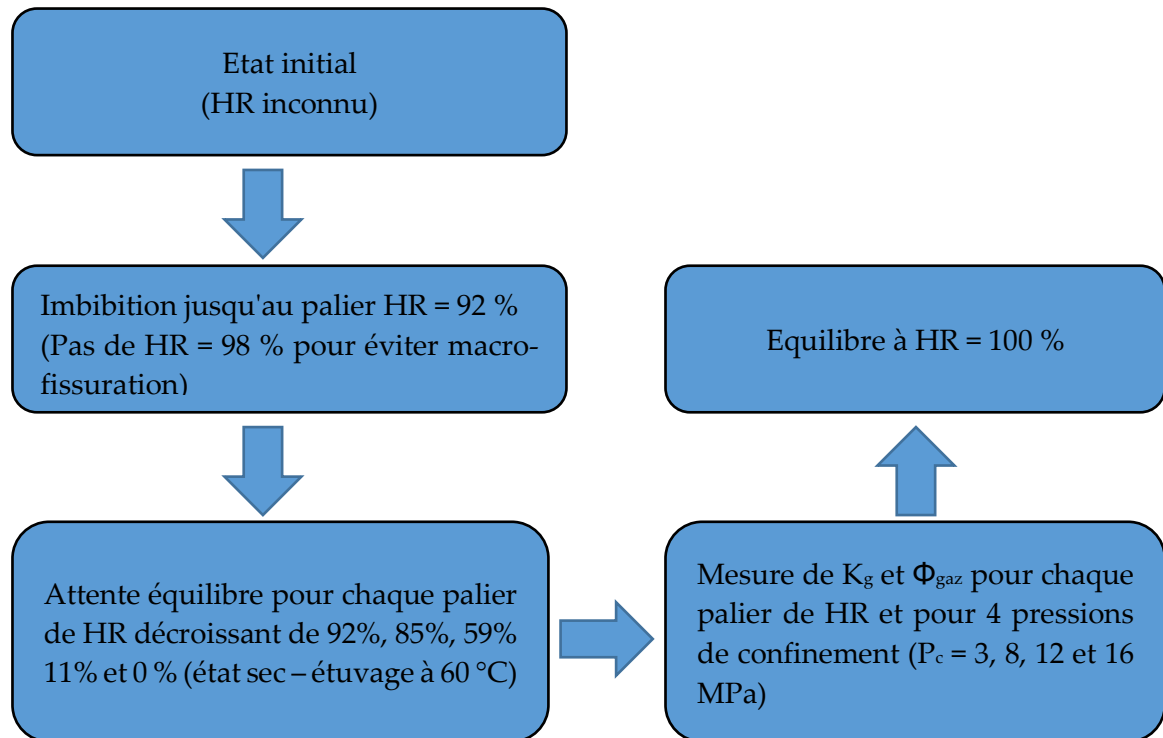 Etat initial
(HR inconnu)
Imbibition jusqu'au palier HR = 92 %
(Pas de HR = 98 % pour éviter macro-
fissuration)
Attente équilibre pour chaque palier
de HR décroissant de 92%, 85%, 59%
11% et 0 % (état sec – étuvage à 60 °C)
Mesure de Kg et Φgaz pour chaque
palier de HR et pour 4 pressions
de confinement (Pc = 3, 8, 12 et 16
MPa)
Equilibre à HR = 100 %